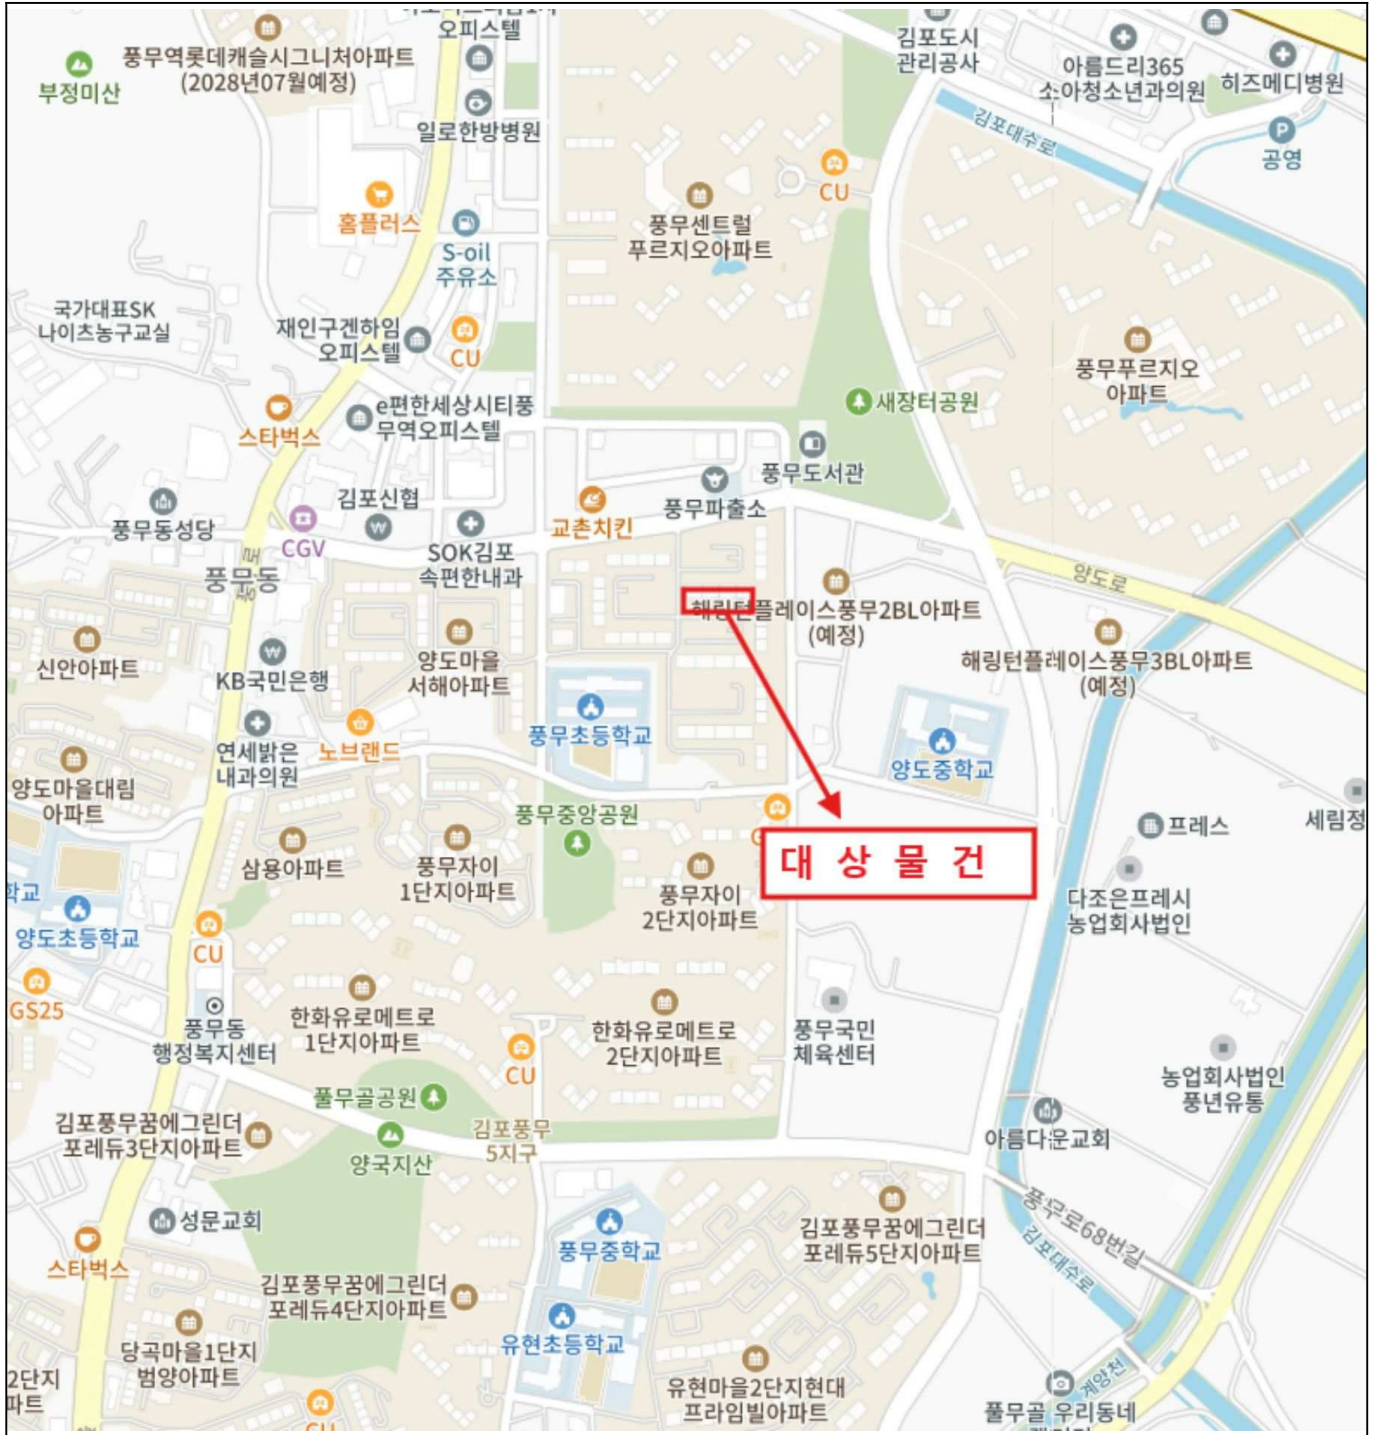 오피스텔
풍무역롯데캐슬시그니처아파트
(2028년07월예정)
부정미산
일로한방병원
김포도시
관리공사
아름드리365
소아청소년과의원
히즈메디병원
김포대수로
P
공영
CU
홈플러스
S-oil
주유소
풍무센트럴
푸르지오아파트
국가대표SK
나이츠농구교실
재인구겐하임
오피스텔
CU
풍무푸르지오
아파트
새장터공원
스타벅스
e편한세상시티풍
무역오피스텔
풍무도서관
김포신협
풍무동성당
CGV
교촌치킨
풍무파출소
SOK김포
속편한내과
풍무동
양도로
해링턴플레이스풍무2BL아파트
(예정)
신안아파트
KB국민은행
양도마을
서해아파트
해링턴플레이스풍무3BL아파트
(예정)
연세밝은
내과의원
노브랜드
풍무초등학교
양도중학교
양도마을대림
아파트
풍무중앙공원
프레스
세림정
삼용아파트
풍무자이
1단지아파트
풍무자이
2단지아파트
대 상 물 건
다조은프레시
농업회사법인
학교
양도초등학교
CU
GS25
풍무동
행정복지센터
한화유로메트로
1단지아파트
CU
한화유로메트로
2단지아파트
풍무국민
체육센터
농업회사법인
풍년유통
풀무골공원
김포풍무
5지구
김포풍무꿈에그린더
포레듀3단지아파트
양국지산
아름다운교회
성문교회
스타벅스
풍무중학교
김포풍무꿈에그린더
포레듀5단지아파트
풍무로68번길
김포대수로
김포풍무꿈에그린더
포레듀4단지아파트
유현초등학교
당곡마을1단지
범양아파트
2단지
파트
유현마을2단지현대
프라임빌아파트
계양천
풀무골 우리동네
CU